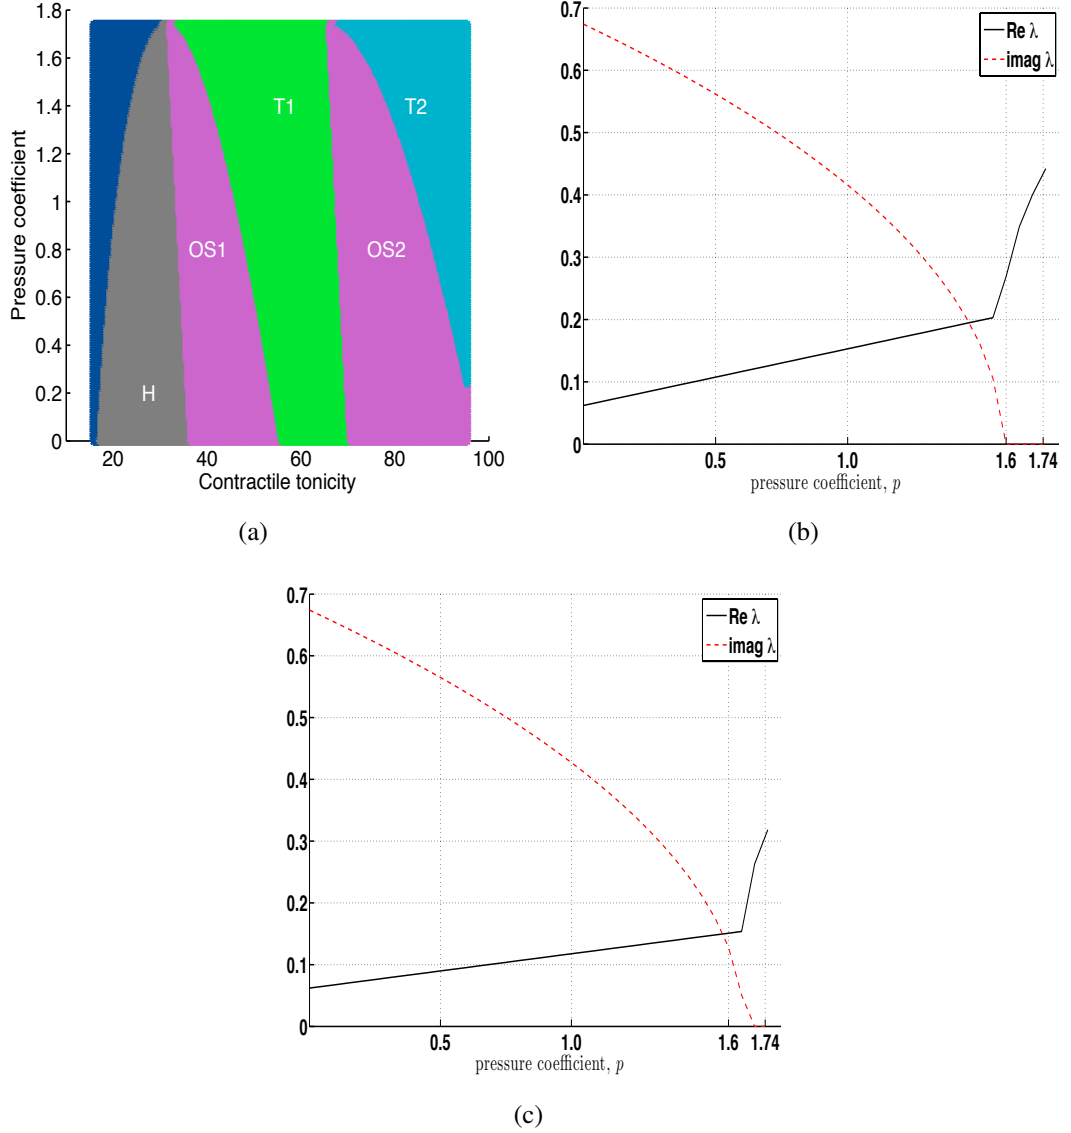 1.8
1.6
1.4
1.2
1
0.8
0.6
0.4
0.2
0
Pressure coefficient
T1
T2
OS1
OS2
H
20
40
60
80
100
Contractile tonicity
(a)
0.7
0.6
0.5
0.4
0.3
0.2
0.1
0
Re λ
imag λ
0.5
1.0
1.6
1.74
pressure coefficient, p
(b)
0.7
0.6
0.5
0.4
0.3
0.2
0.1
0
Re λ
imag λ
0.5
1.0
1.6
1.74
pressure coefficient, p
(c)